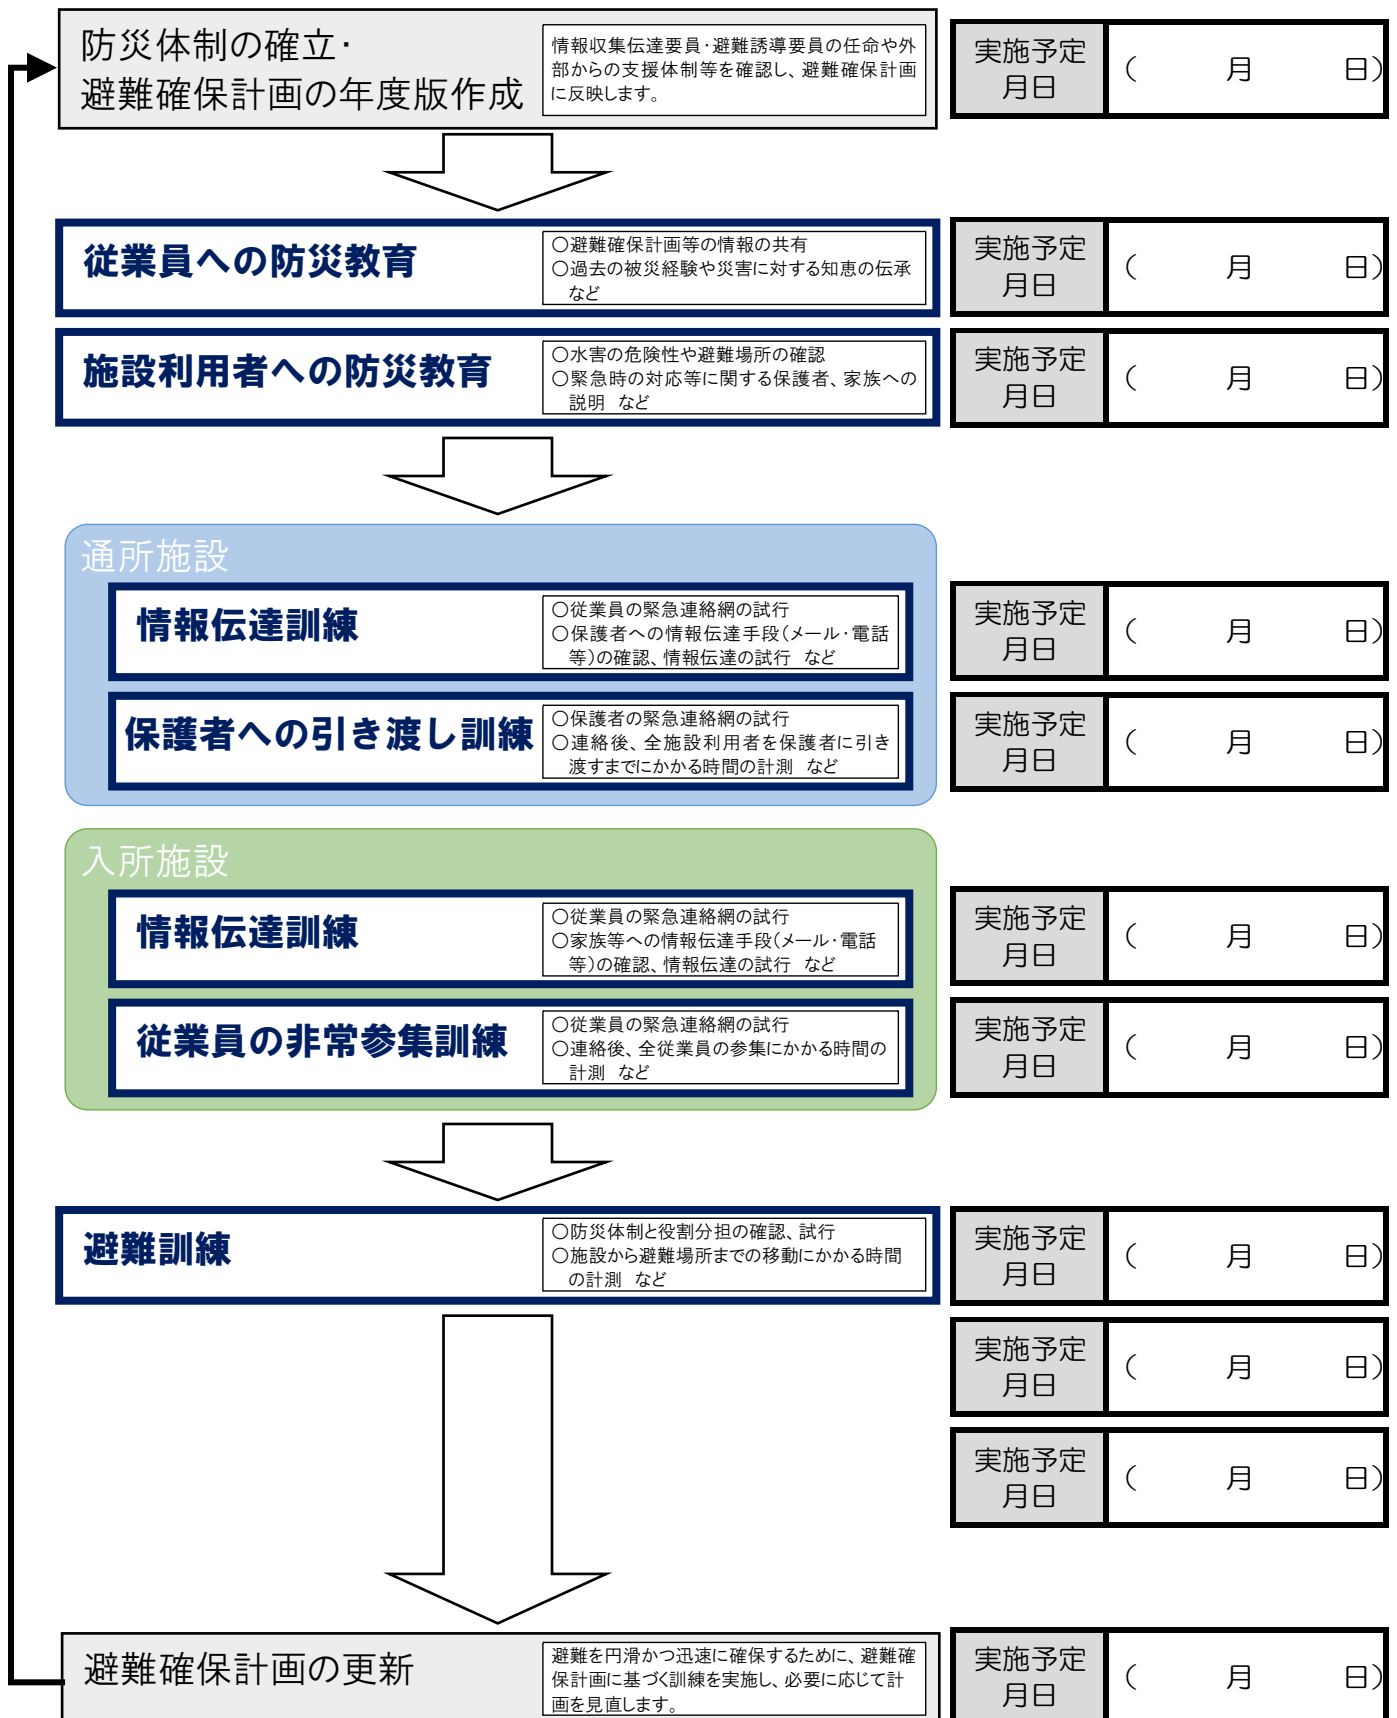 防災体制の確立・
避難確保計画の年度版作成
情報収集伝達要員・避難誘導要員の任命や外
部からの支援体制等を確認し、避難確保計画
に反映します。
実施予定
月日
(　月　日)
従業員への防災教育
○避難確保計画等の情報の共有
○過去の被災経験や災害に対する知恵の伝承
など
実施予定
月日
(　月　日)
施設利用者への防災教育
○水害の危険性や避難場所の確認
○緊急時の対応等に関する保護者、家族への
説明　など
実施予定
月日
(　月　日)
通所施設
情報伝達訓練
○従業員の緊急連絡網の試行
○保護者への情報伝達手段(メール・電話
等)の確認、情報伝達の試行　など
実施予定
月日
(　月　日)
保護者への引き渡し訓練
○保護者の緊急連絡網の試行
○連絡後、全施設利用者を保護者に引き
渡すまでにかかる時間の計測　など
実施予定
月日
(　月　日)
入所施設
情報伝達訓練
○従業員の緊急連絡網の試行
○家族等への情報伝達手段(メール・電話
等)の確認、情報伝達の試行　など
実施予定
月日
(　月　日)
従業員の非常参集訓練
○従業員の緊急連絡網の試行
○連絡後、全従業員の参集にかかる時間の
計測　など
実施予定
月日
(　月　日)
避難訓練
○防災体制と役割分担の確認、試行
○施設から避難場所までの移動にかかる時間
の計測　など
実施予定
月日
(　月　日)
実施予定
月日
(　月　日)
実施予定
月日
(　月　日)
避難確保計画の更新
避難を円滑かつ迅速に確保するために、避難確
保計画に基づく訓練を実施し、必要に応じて計
画を見直します。
実施予定
月日
(　月　日)